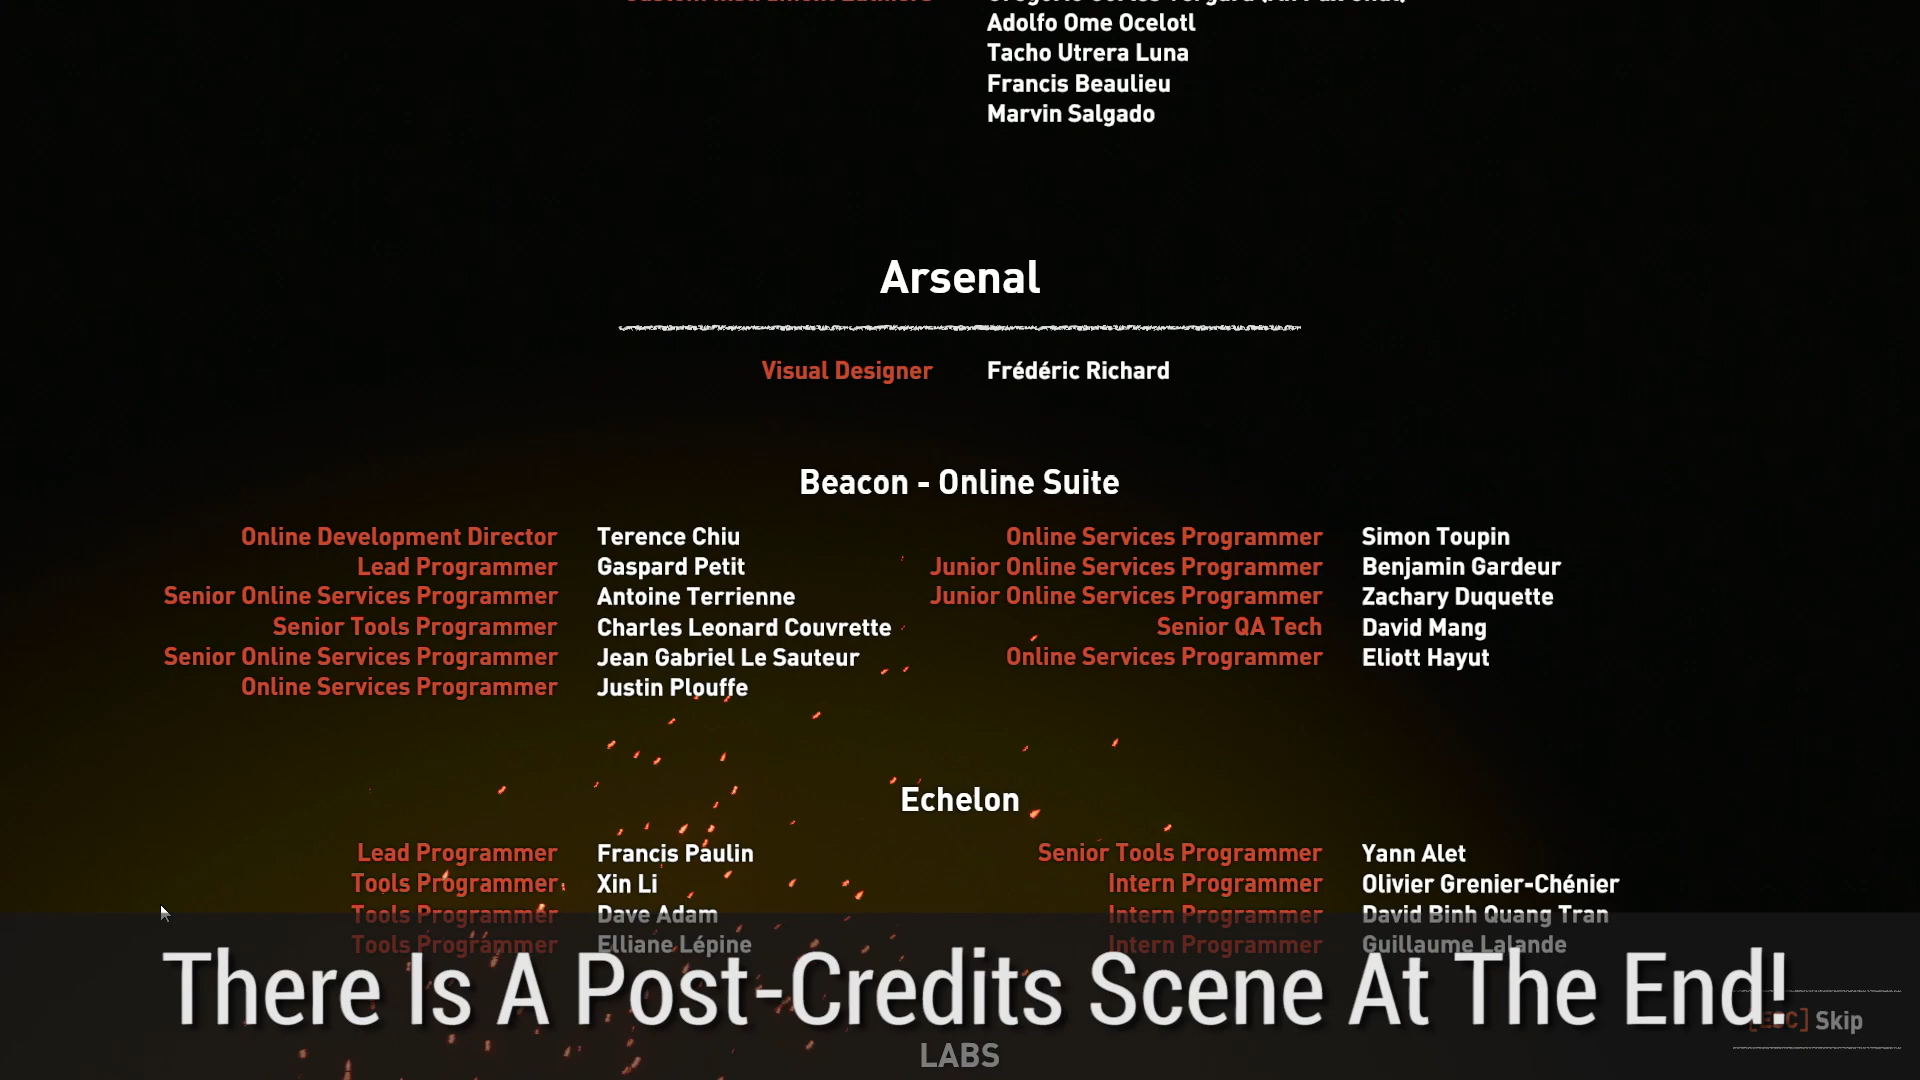 Adolfo Ome Ocelotl
Tacho Utrera Luna
Francis Beaulieu
Marvin Salgado
Arsenal
Visual Designer Frédéric Richard
Beacon - Online Suite
Online Development Director Terence Chiu Online Services Programmer Simon Toupin
Lead Programmer Gaspard Petit Junior Online Services Programmer Benjamin Gardeur
Senior Online Services Programmer Antoine Terrienne Junior Online Services Programmer Zachary Duquette
Senior Tools Programmer Charles Leonard Couvrette Senior QA Tech David Mang
Senior Online Services Programmer Jean Gabriel Le Sauteur Online Services Programmer Eliott Hayut
Online Services Programmer Justin Plouffe
Echelon
Lead Programmer Francis Paulin Senior Tools Programmer Yann Alet
Tools Programmer Xin Li Intern Programmer Olivier Grenier-Chénier
Tools Programmer Dave Adam Intern Programmer David Binh Quang Tran
Tools Programmer Elliane Lépine Intern Programmer Guillaume Lalande
There Is A Post-Credits Scene At The End!
[ESC] Skip
LABS